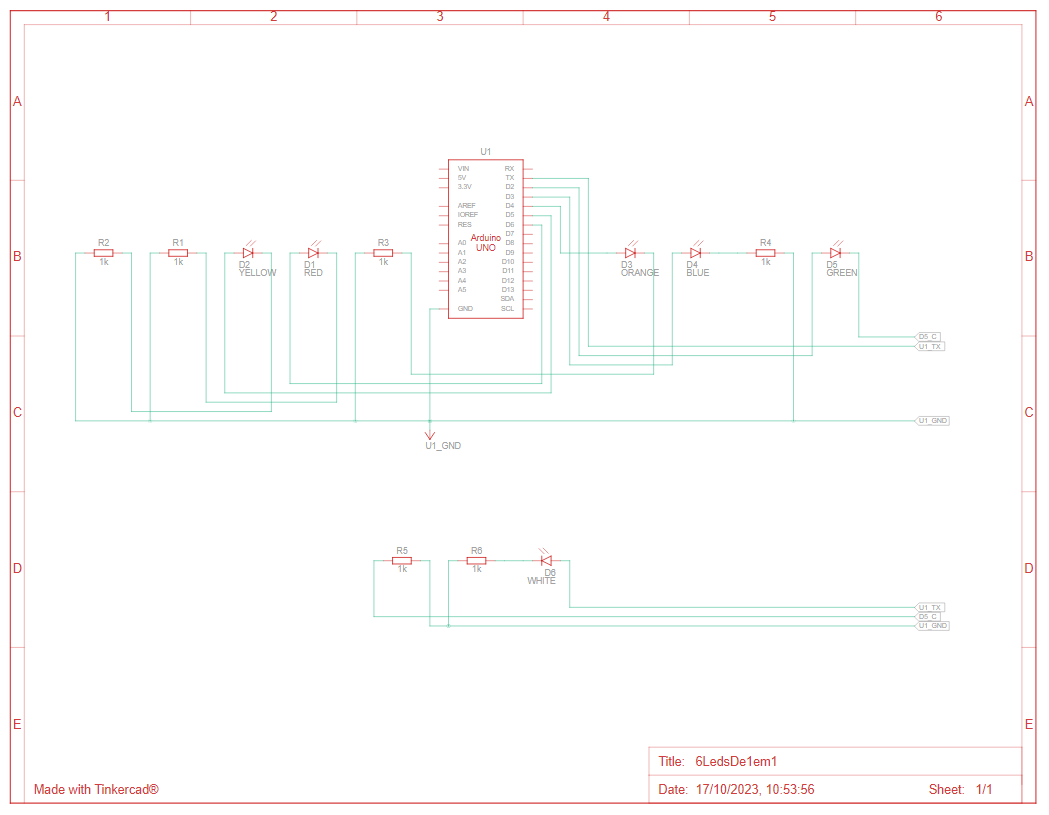 1 2 3 4 5 6
A A
U1
VIN RX
5V TX
3.3V D2
D3
AREF D4
IOREF D5
RES D6
D7
Arduino
UNO
A0 D8
A1 D9
A2 D10
A3 D11
A4 D12
A5 D13
SDA
GND SCL
B B
R2
1k
R1
1k
D2
YELLOW
D1
RED
R3
1k
D3
ORANGE
D4
BLUE
R4
1k
D5
GREEN
D5_C
U1_TX
C C
U1_GND
U1_GND
D D
R5
1k
R6
1k
D6
WHITE
U1_TX
D5_C
U1_GND
E E
Title: 6LedsDe1em1
Made with Tinkercad®
Date: 17/10/2023, 10:53:56
Sheet: 1/1